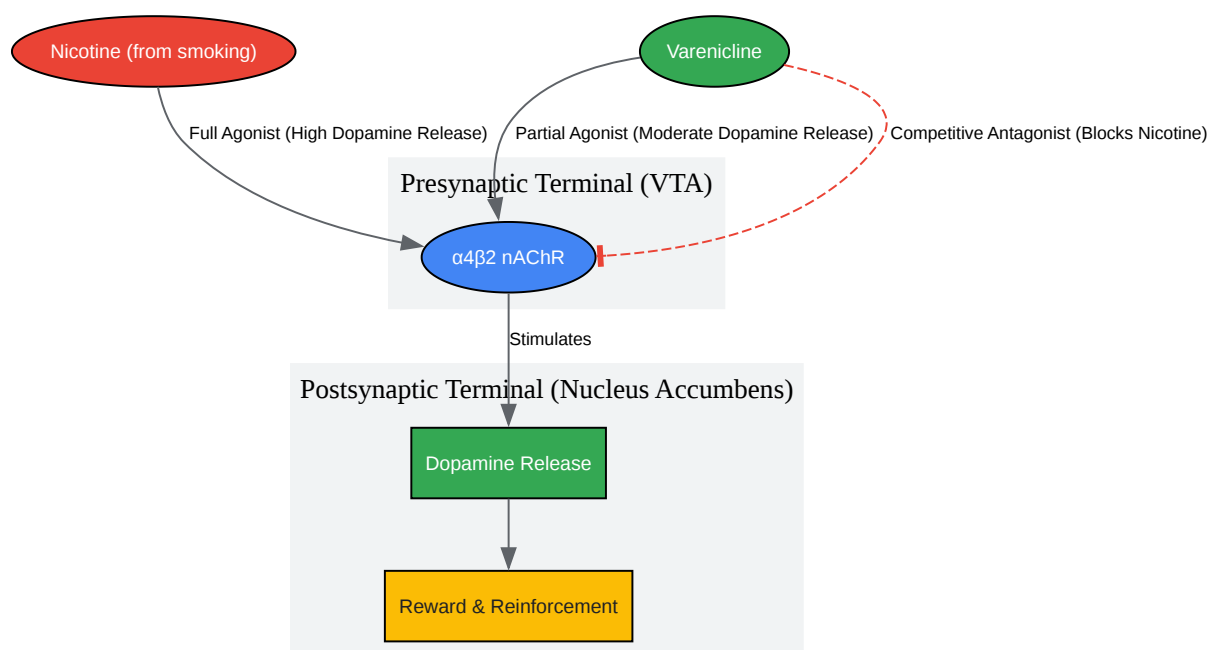 Nicotine (from smoking)
Varenicline
Full Agonist (High Dopamine Release)
Partial Agonist (Moderate Dopamine Release)
Competitive Antagonist (Blocks Nicotine)
Presynaptic Terminal (VTA)
α4β2 nAChR
Stimulates
Postsynaptic Terminal (Nucleus Accumbens)
Dopamine Release
Reward & Reinforcement